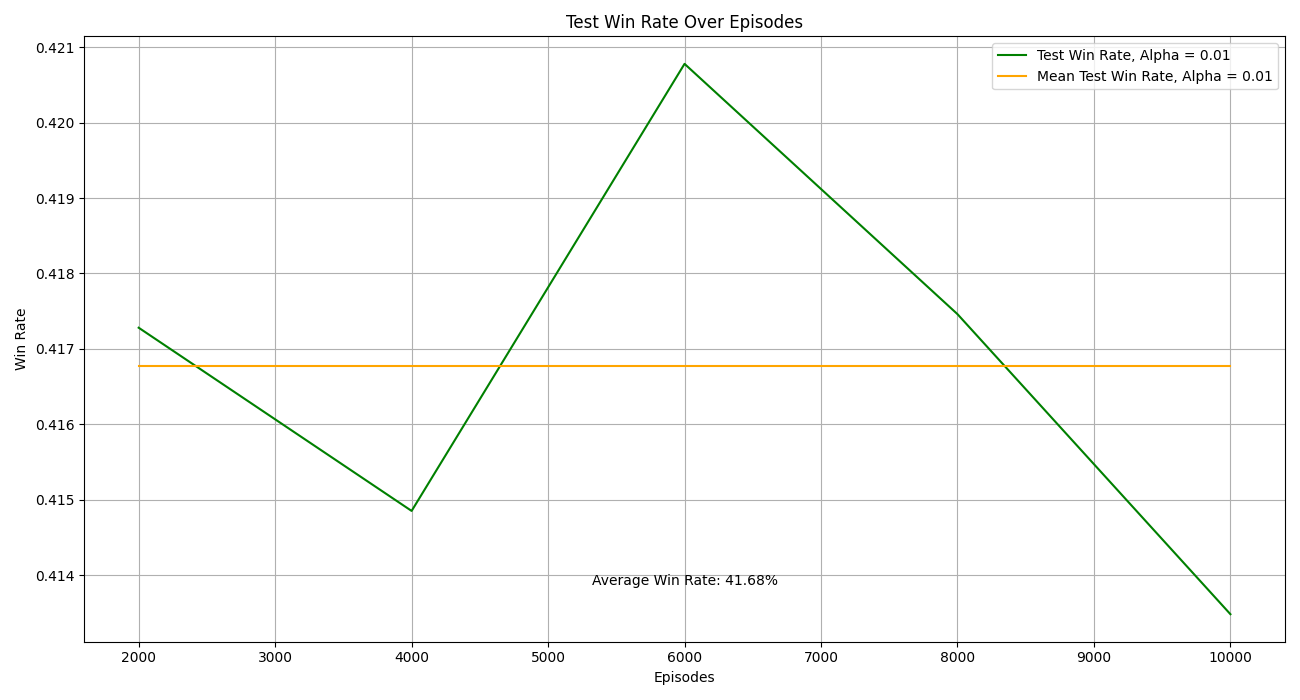 Test Win Rate Over Episodes
Test Win Rate, Alpha = 0.01
Mean Test Win Rate, Alpha = 0.01
0.421
0.420
0.419
0.418
0.417
0.416
0.415
0.414
Win Rate
Average Win Rate: 41.68%
2000 3000 4000 5000 6000 7000 8000 9000 10000
Episodes